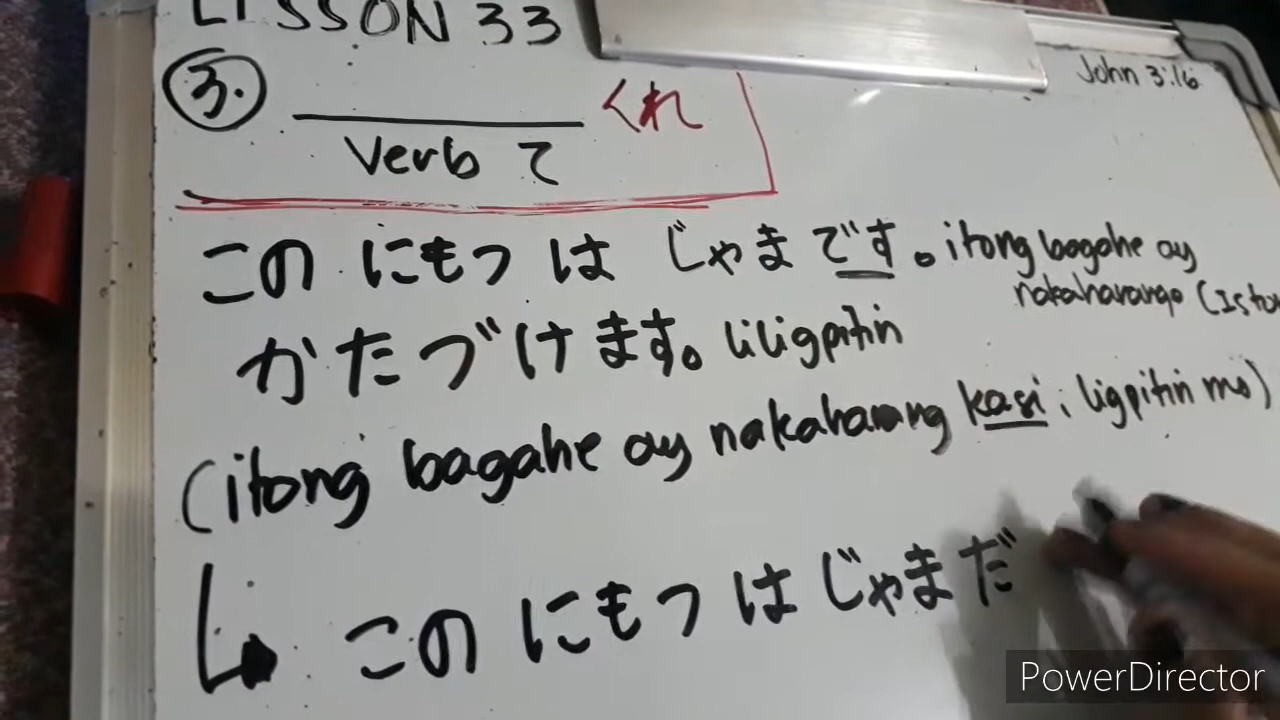 LESSON 33
John 3:16
3. くれ
Verb て
この にもつ は じゃま です。itong bagahe ay
nakaharang (Isto
かたづけ ます。liligpitin
(itong bagahe ay nakaharang kasi, ligpitin mo)
この にもつ は じゃま だ
PowerDirector